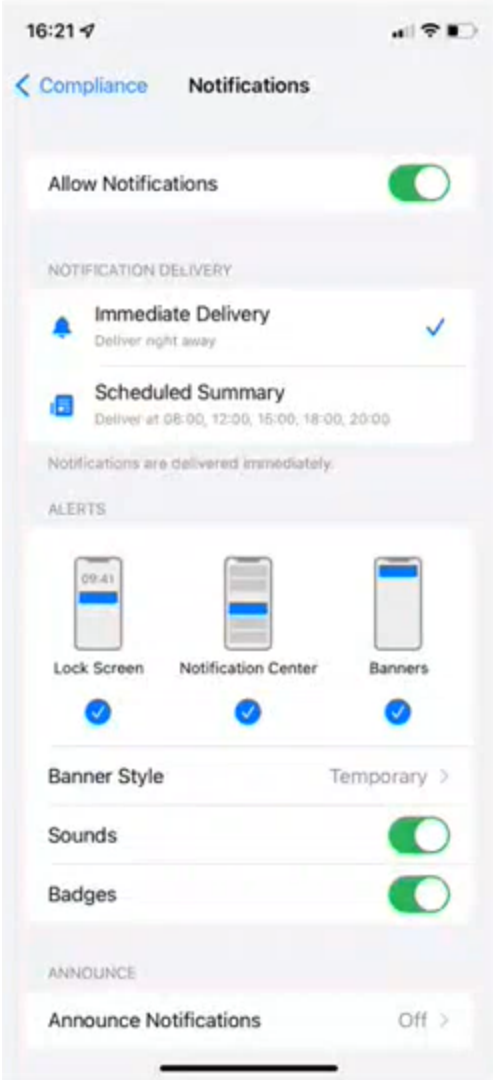 16:21
Compliance
Notifications
Allow Notifications
NOTIFICATION DELIVERY
Immediate Delivery
Deliver right away
Scheduled Summary
Deliver at 08:00, 12:00, 16:00, 18:00, 20:00
Notifications are delivered immediately.
ALERTS
09:41
Lock Screen
Notification Center
Banners
Banner Style
Temporary
Sounds
Badges
ANNOUNCE
Announce Notifications
Off